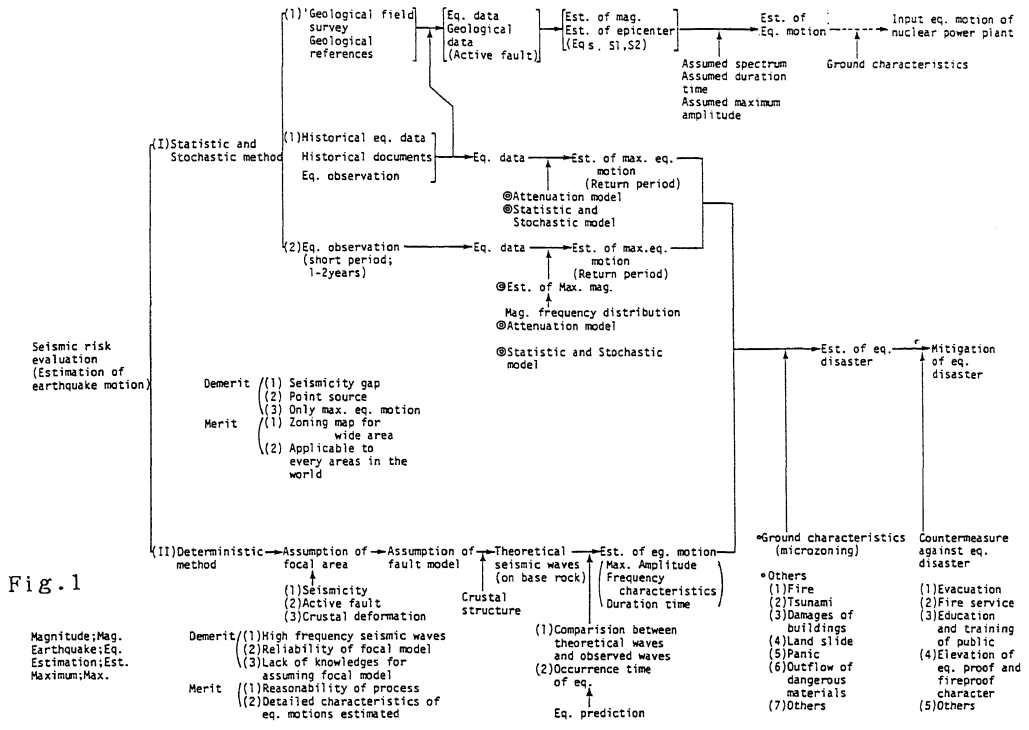 (1)'Geological field
survey
Geological
references
Eq. data
Geological
data
(Active fault)
Est. of mag.
Est. of epicenter
(Eqs. S1,S2)
Est. of
Eq. motion
Input eq. motion of
nuclear power plant
Assumed spectrum
Assumed duration
time
Assumed maximum
amplitude
Ground characteristics
(I)Statistic and
Stochastic method
(1)Historical eq. data
Historical documents
Eq. observation
Eq. data
Est. of max. eq.
motion
(Return period)
◎Attenuation model
◎Statistic and
Stochastic model
(2)Eq. observation
(short period;
1-2years)
Eq. data
Est. of max.eq.
motion
(Return period)
◎Est. of Max. mag.
Mag. frequency distribution
◎Attenuation model
◎Statistic and Stochastic
model
Seismic risk
evaluation
(Estimation of
earthquake motion)
Demerit
(1) Seismicity gap
(2) Point source
(3) Only max. eq. motion
Merit
(1) Zoning map for
wide area
(2) Applicable to
every areas in the
world
Est. of eq.
disaster
Mitigation
of eq.
disaster
(II)Deterministic
method
Assumption of
focal area
Assumption of
fault model
Theoretical
seismic waves
(on base rock)
Est. of eg. motion
(Max. Amplitude
Frequency
characteristics)
Duration time
(1)Seismicity
(2)Active fault
(3)Crustal deformation
Crustal
structure
(1)Comparision between
theoretical waves
and observed waves
(2)Occurrence time
of eq.
Eq. prediction
Demerit
(1)High frequency seismic waves
(2)Reliability of focal model
(3)Lack of knowledges for
assuming focal model
Merit
(1)Reasonability of process
(2)Detailed characteristics of
eq. motions estimated
•Ground characteristics
(microzoning)
•Others
(1)Fire
(2)Tsunami
(3)Damages of
buildings
(4)Land slide
(5)Panic
(6)Outflow of
dangerous
materials
(7)Others
Countermeasure
against eq.
disaster
(1)Evacuation
(2)Fire service
(3)Education
and training
of public
(4)Elevation of
eq. proof and
fireproof
character
(5)Others
Fig.1
Magnitude;Mag.
Earthquake;Eq.
Estimation;Est.
Maximum;Max.